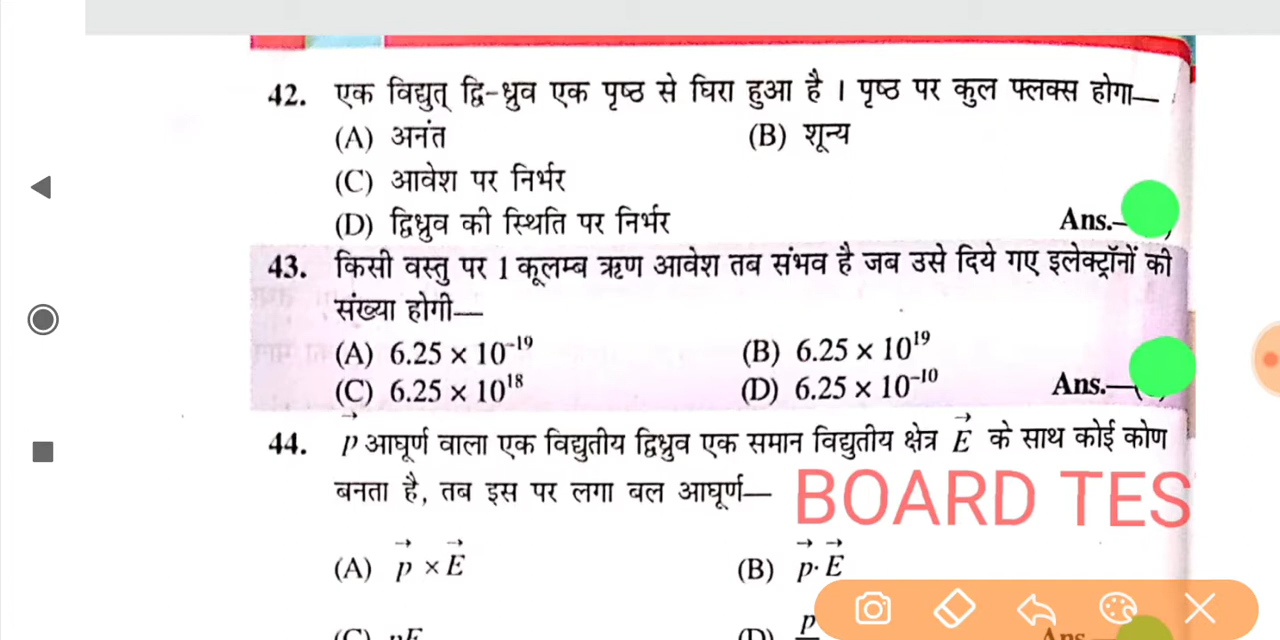 42. एक विद्युत् द्वि-ध्रुव एक पृष्ठ से घिरा हुआ है । पृष्ठ पर कुल फ्लक्स होगा—
(A) अनंत (B) शून्य
(C) आवेश पर निर्भर
(D) द्विध्रुव की स्थिति पर निर्भर Ans.–
43. किसी वस्तु पर 1 कूलम्ब ऋण आवेश तब संभव है जब उसे दिये गए इलेक्ट्रॉनों की
संख्या होगी—
(A) 6.25 × 10⁻¹⁹ (B) 6.25 × 10¹⁹
(C) 6.25 × 10¹⁸ (D) 6.25 × 10⁻¹⁰ Ans.—(
44. p⃗ आघूर्ण वाला एक विद्युतीय द्विध्रुव एक समान विद्युतीय क्षेत्र E⃗ के साथ कोई कोण
बनता है, तब इस पर लगा बल आघूर्ण—
BOARD TES
(A) p⃗ × E⃗ (B) p⃗· E⃗
(C) pE (D) p
Ans